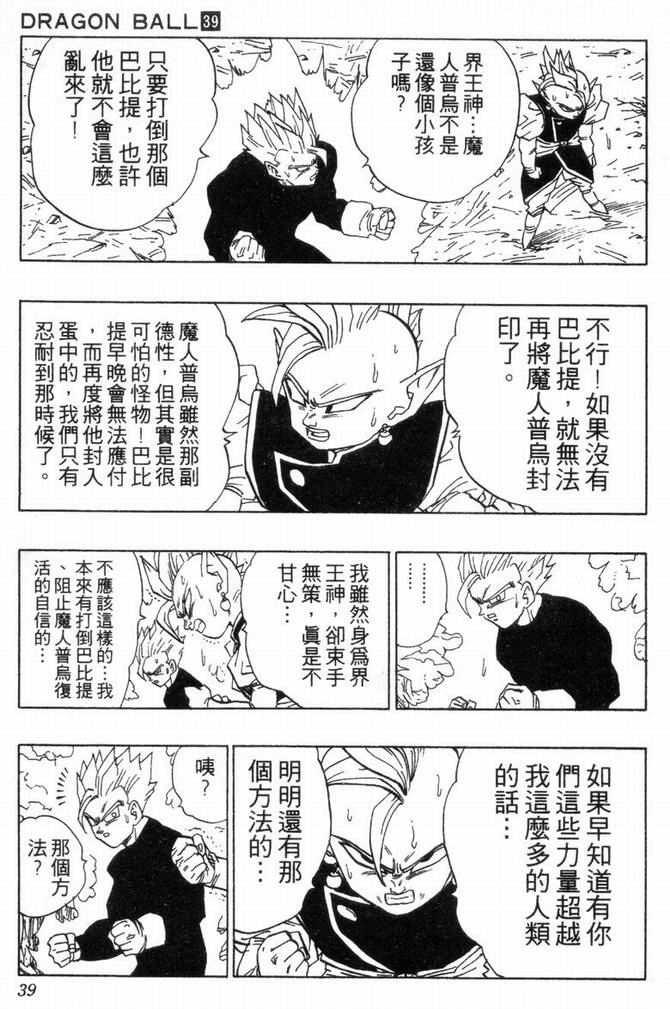 DRAGON BALL 39
界王神…魔
人普烏不是
還像個小孩
子嗎？
只要打倒那個
巴比提，也許
他就不會這麼
亂來了！
不行！如果沒有
巴比提，就無法
再將魔人普烏封
印了。
魔人普烏雖然那副
德性，但其實是很
可怕的怪物！巴比
提早晚會無法應付
，而再度將他封入
蛋中的，我們只有
忍耐到那時候了。
………
……
我雖然身爲界
王神，卻束手
無策，眞是不
甘心…
不應該這樣的…我
本來有打倒巴比提
、阻止魔人普烏復
活的自信的…
如果早知道有你
們這些力量超越
我這麼多的人類
的話…
明明還有那
個方法的…
咦？
那個方
法？
39